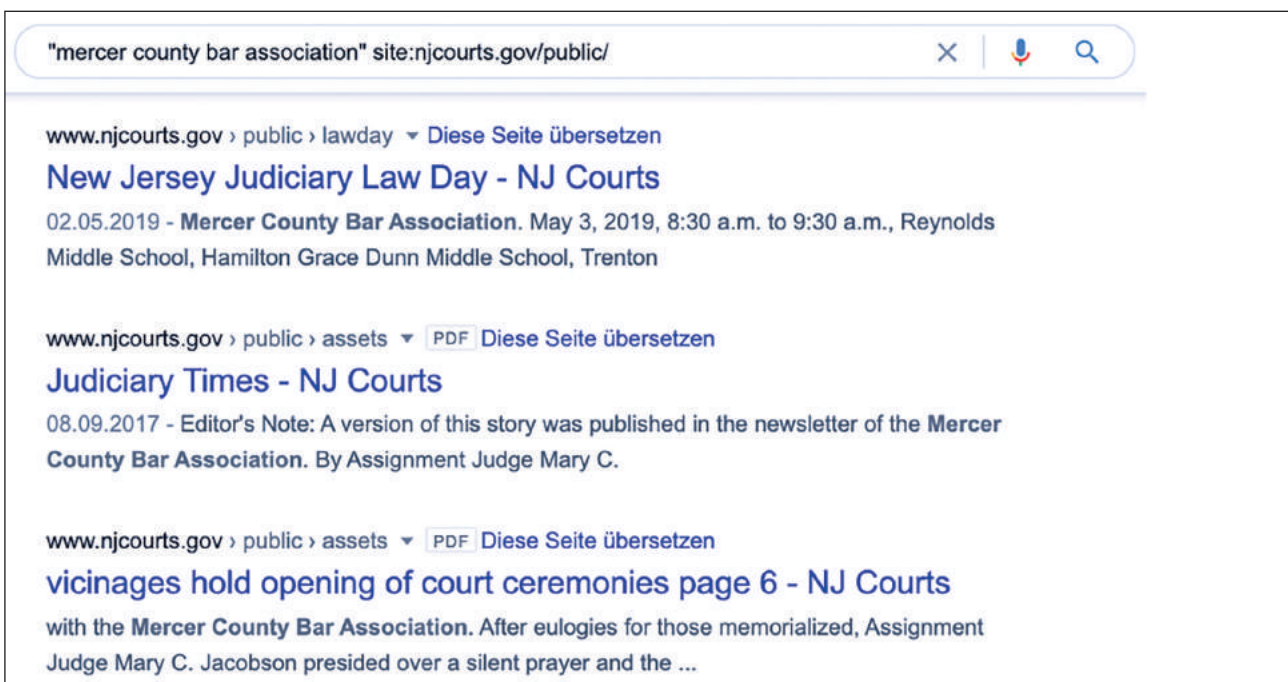 "mercer county bar association" site:njcourts.gov/public/
www.njcourts.gov › public › lawday Diese Seite übersetzen
New Jersey Judiciary Law Day - NJ Courts
02.05.2019 - Mercer County Bar Association. May 3, 2019, 8:30 a.m. to 9:30 a.m., Reynolds
Middle School, Hamilton Grace Dunn Middle School, Trenton
www.njcourts.gov › public › assets PDF Diese Seite übersetzen
Judiciary Times - NJ Courts
08.09.2017 - Editor's Note: A version of this story was published in the newsletter of the Mercer
County Bar Association. By Assignment Judge Mary C.
www.njcourts.gov › public › assets PDF Diese Seite übersetzen
vicinages hold opening of court ceremonies page 6 - NJ Courts
with the Mercer County Bar Association. After eulogies for those memorialized, Assignment
Judge Mary C. Jacobson presided over a silent prayer and the ...